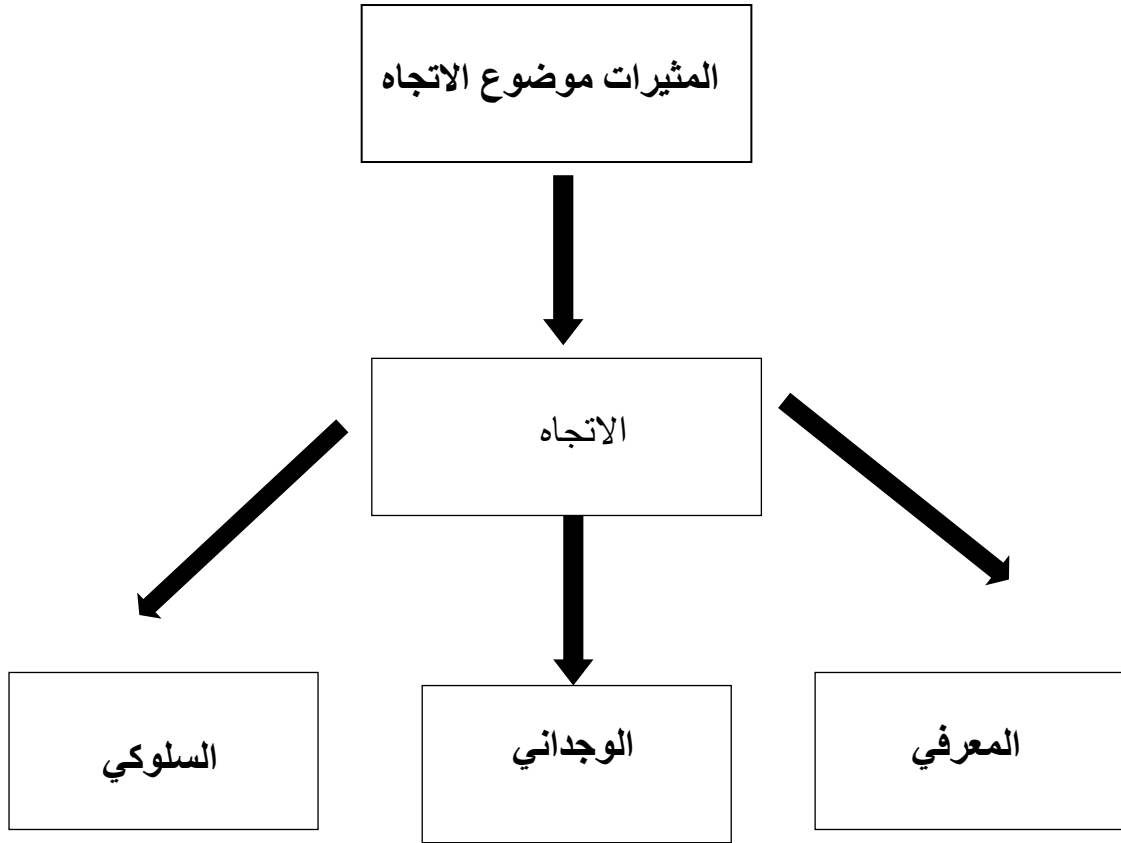 المثيرات موضوع الاتجاه
الاتجاه
المعرفي
الوجداني
السلوكي